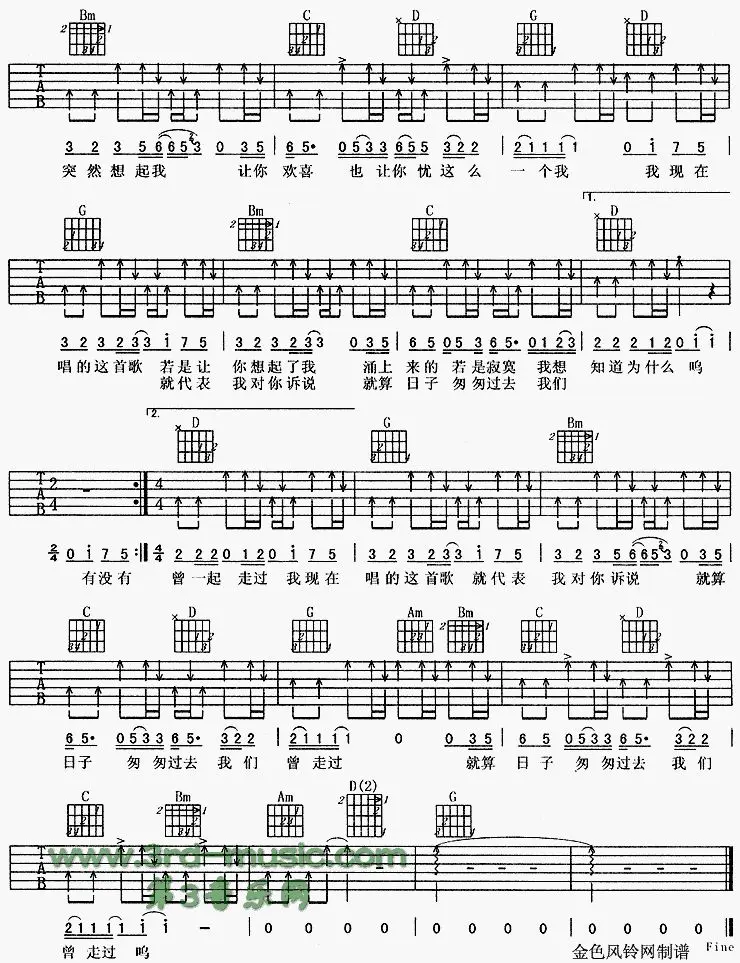 Bm C D G D
T A B
3 2 3 5 6 6 5 3 0 3 5 6 5• 0 5 3 3 6 5 5 3 2 2 2 1 1 1 1 0 i 7 5
突然想起我 让你欢喜 也让你忧这么 一个我 我现在
1.
G Bm C D
T A B
3 2 3 2 3 3 i 7 5 3 2 3 2 3 3 0 3 5 6 5 0 5 3 6 5• 0 1 2 3 2 2 2 1 2 0 i i
唱的这首歌 若是让 你想起了我 涌上 来的 若是寂寞 我想 知道为什么 呜
就代表 我对你诉说 就算 日子 匆匆过去 我们
2.
D G Bm
T A B 2 4 - 4 4
2/4 0 i 7 5 4/4 2 2 2 0 1 2 0 i 7 5 3 2 3 2 3 3 i 7 5 3 2 3 5 6 6 5 3 0 3 5
有没有 曾一起 走过 我现在 唱的这首歌 就代表 我对你诉说 就算
C D G Am Bm C D
T A B
6 5• 0 5 3 3 6 5• 3 2 2 2 1 1 1 1 0 0 3 5 6 5• 0 5 3 3 6 5• 3 2 2
日子 匆匆过去 我们 曾走过 就算 日子 匆匆过去 我们
C Bm Am D(2) G
T A B
www.3rd-music.com
第3音乐网
2 1 1 1 1 i i - 0 0 0 0 0 0 0 0 0 0 0 0
曾走过 呜 金色风铃网制谱 Fine